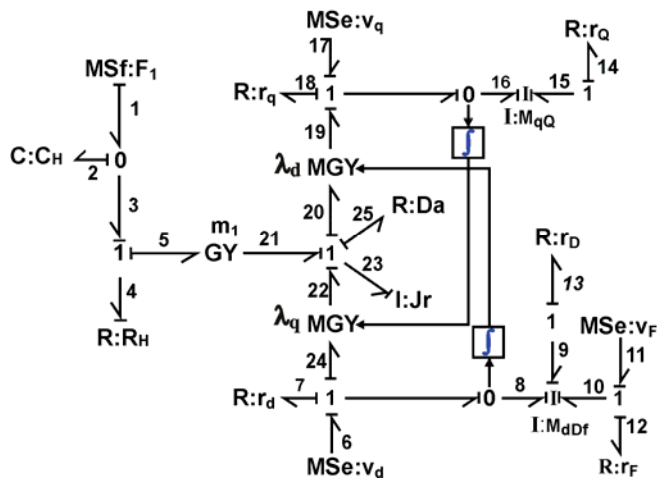 MSe:vq
17
R:rQ
MSf:F1
R:rq 18 1 0 16 II 15 1 14
I:MqQ
1
19
∫
C:CH 2 0
λd MGY
3
20 25 R:Da
m1
R:rD
1 5 GY 21 1
23
13
4
22 I:Jr
1 MSe:vF
R:RH
λq MGY
∫
24
9 11
R:rd 7 1 0 8 II 10 1
I:MdDf
12
6
MSe:vd
R:rF